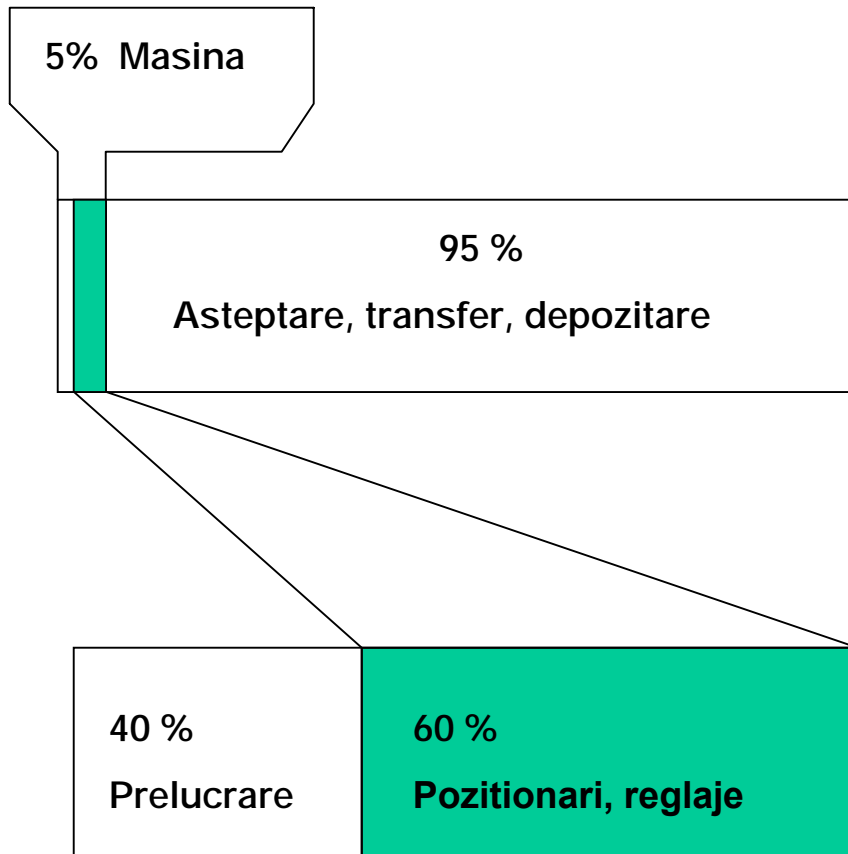 5% Masina
95 %
Asteptare, transfer, depozitare
40 %
Prelucrare
60 %
Pozitionari, reglaje